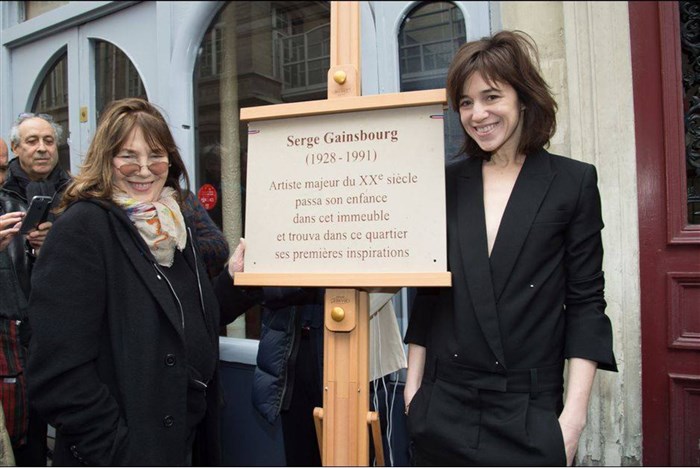 Serge Gainsbourg
(1928 - 1991)
Artiste majeur du XXe siècle
passa son enfance
dans cet immeuble
et trouva dans ce quartier
ses premières inspirations